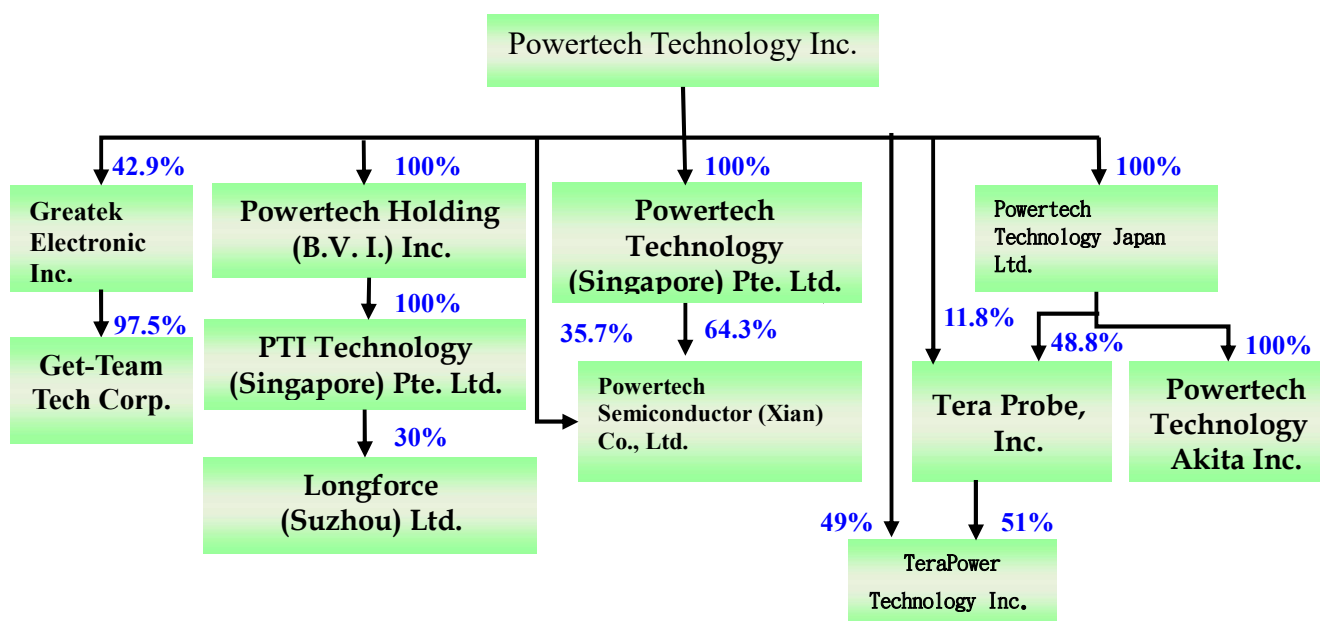 Powertech Technology Inc.
42.9%
100%
100%
100%
Greatek
Electronic
Inc.
Powertech Holding
(B.V. I.) Inc.
Powertech
Technology
(Singapore) Pte. Ltd.
Powertech
Technology Japan
Ltd.
97.5%
100%
35.7%
64.3%
11.8%
48.8%
100%
Get-Team
Tech Corp.
PTI Technology
(Singapore) Pte. Ltd.
Powertech
Semiconductor (Xian)
Co., Ltd.
Tera Probe,
Inc.
Powertech
Technology
Akita Inc.
30%
Longforce
(Suzhou) Ltd.
49%
51%
TeraPower
Technology Inc.